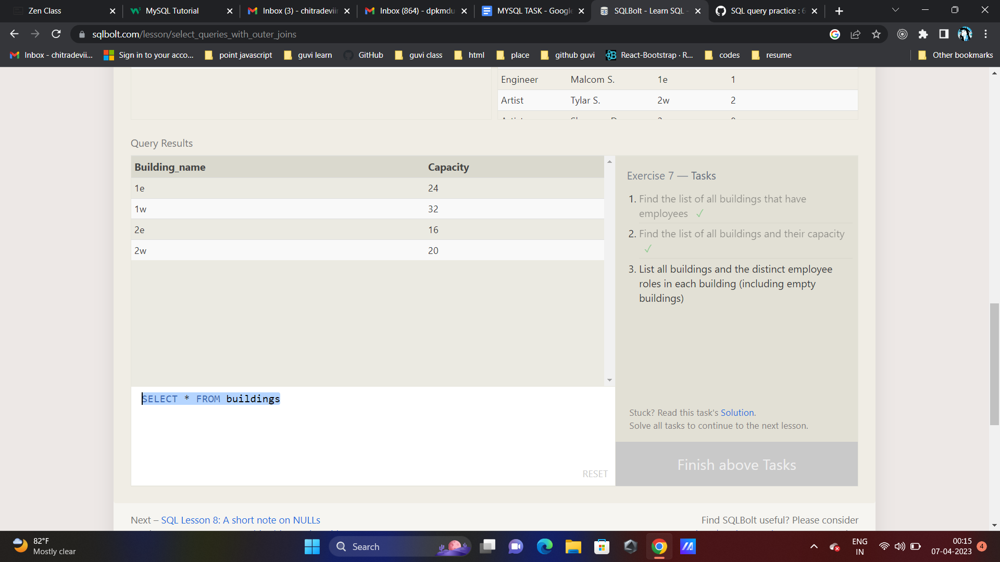 Zen Class
MySQL Tutorial
Inbox (3) - chitradeviin
Inbox (864) - dpkmdu
MYSQL TASK - Google
SQLBolt - Learn SQL -
SQL query practice : 6
sqlbolt.com/lesson/select_queries_with_outer_joins
Inbox - chitradevii...
Sign in to your acco...
point javascript
guvi learn
GitHub
guvi class
html
place
github guvi
React-Bootstrap · R...
codes
resume
Other bookmarks
Engineer Malcom S. 1e 1
Artist Tylar S. 2w 2
Query Results
Building_name Capacity
1e 24
1w 32
2e 16
2w 20
Exercise 7 — Tasks
1. Find the list of all buildings that have
employees ✓
2. Find the list of all buildings and their capacity
✓
3. List all buildings and the distinct employee
roles in each building (including empty
buildings)
SELECT * FROM buildings
RESET
Stuck? Read this task's Solution.
Solve all tasks to continue to the next lesson.
Finish above Tasks
Next – SQL Lesson 8: A short note on NULLs
Find SQLBolt useful? Please consider
82°F
Mostly clear
Search
ENG
IN
00:15
07-04-2023
4